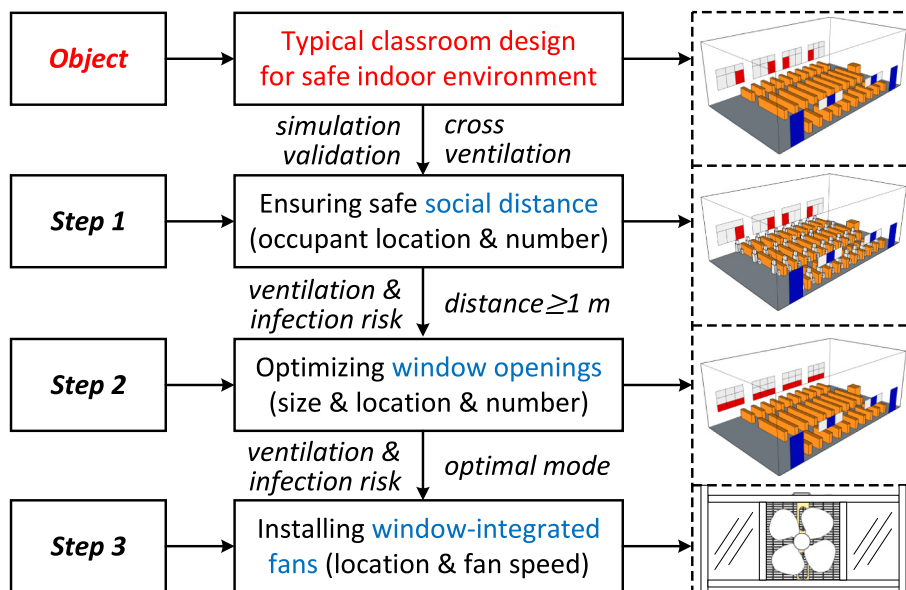 Object
Typical classroom design
for safe indoor environment
simulation
validation
cross
ventilation
Step 1
Ensuring safe social distance
(occupant location & number)
ventilation &
infection risk
distance≥1 m
Step 2
Optimizing window openings
(size & location & number)
ventilation &
infection risk
optimal mode
Step 3
Installing window-integrated
fans (location & fan speed)